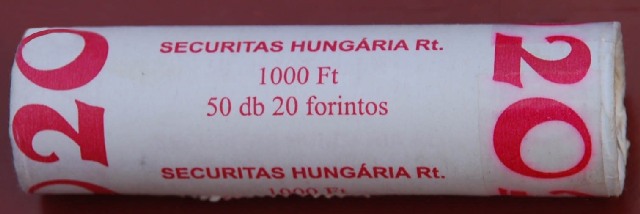 20
SECURITAS HUNGÁRIA Rt.
1000 Ft
50 db 20 forintos
20
SECURITAS HUNGÁRIA Rt.
1000 Ft